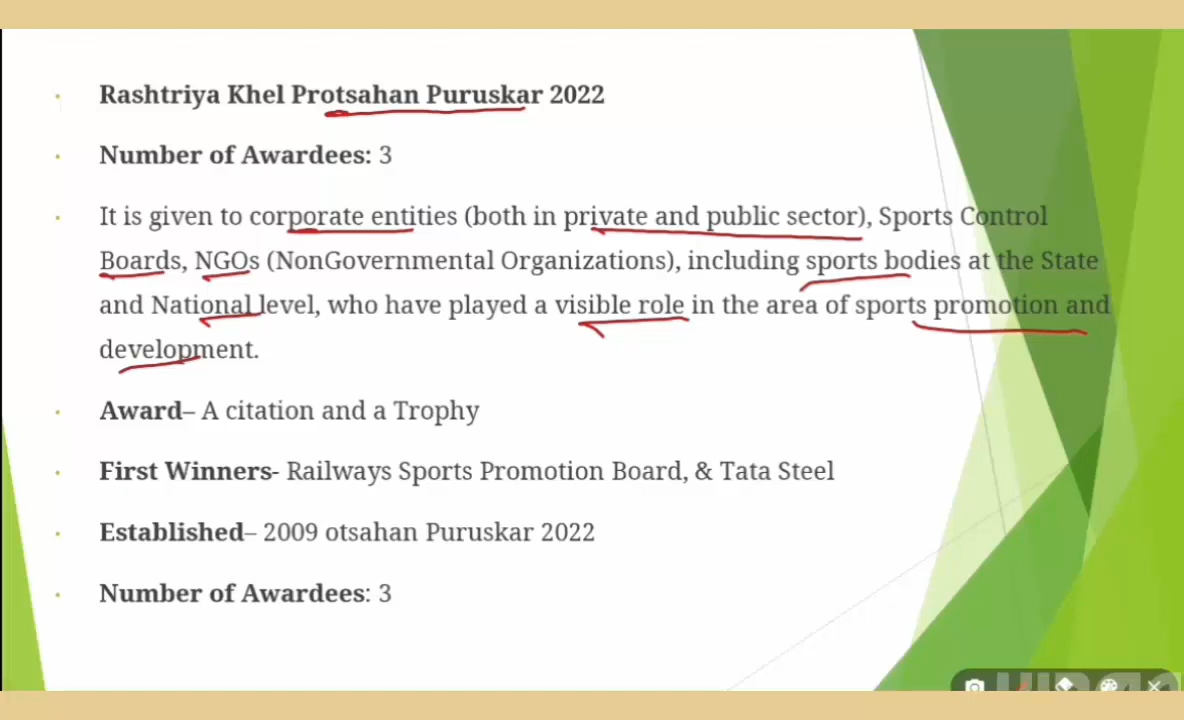 Rashtriya Khel Protsahan Puruskar 2022
Number of Awardees: 3
It is given to corporate entities (both in private and public sector), Sports Control
Boards, NGOs (NonGovernmental Organizations), including sports bodies at the State
and National level, who have played a visible role in the area of sports promotion and
development.
Award– A citation and a Trophy
First Winners- Railways Sports Promotion Board, & Tata Steel
Established– 2009 otsahan Puruskar 2022
Number of Awardees: 3